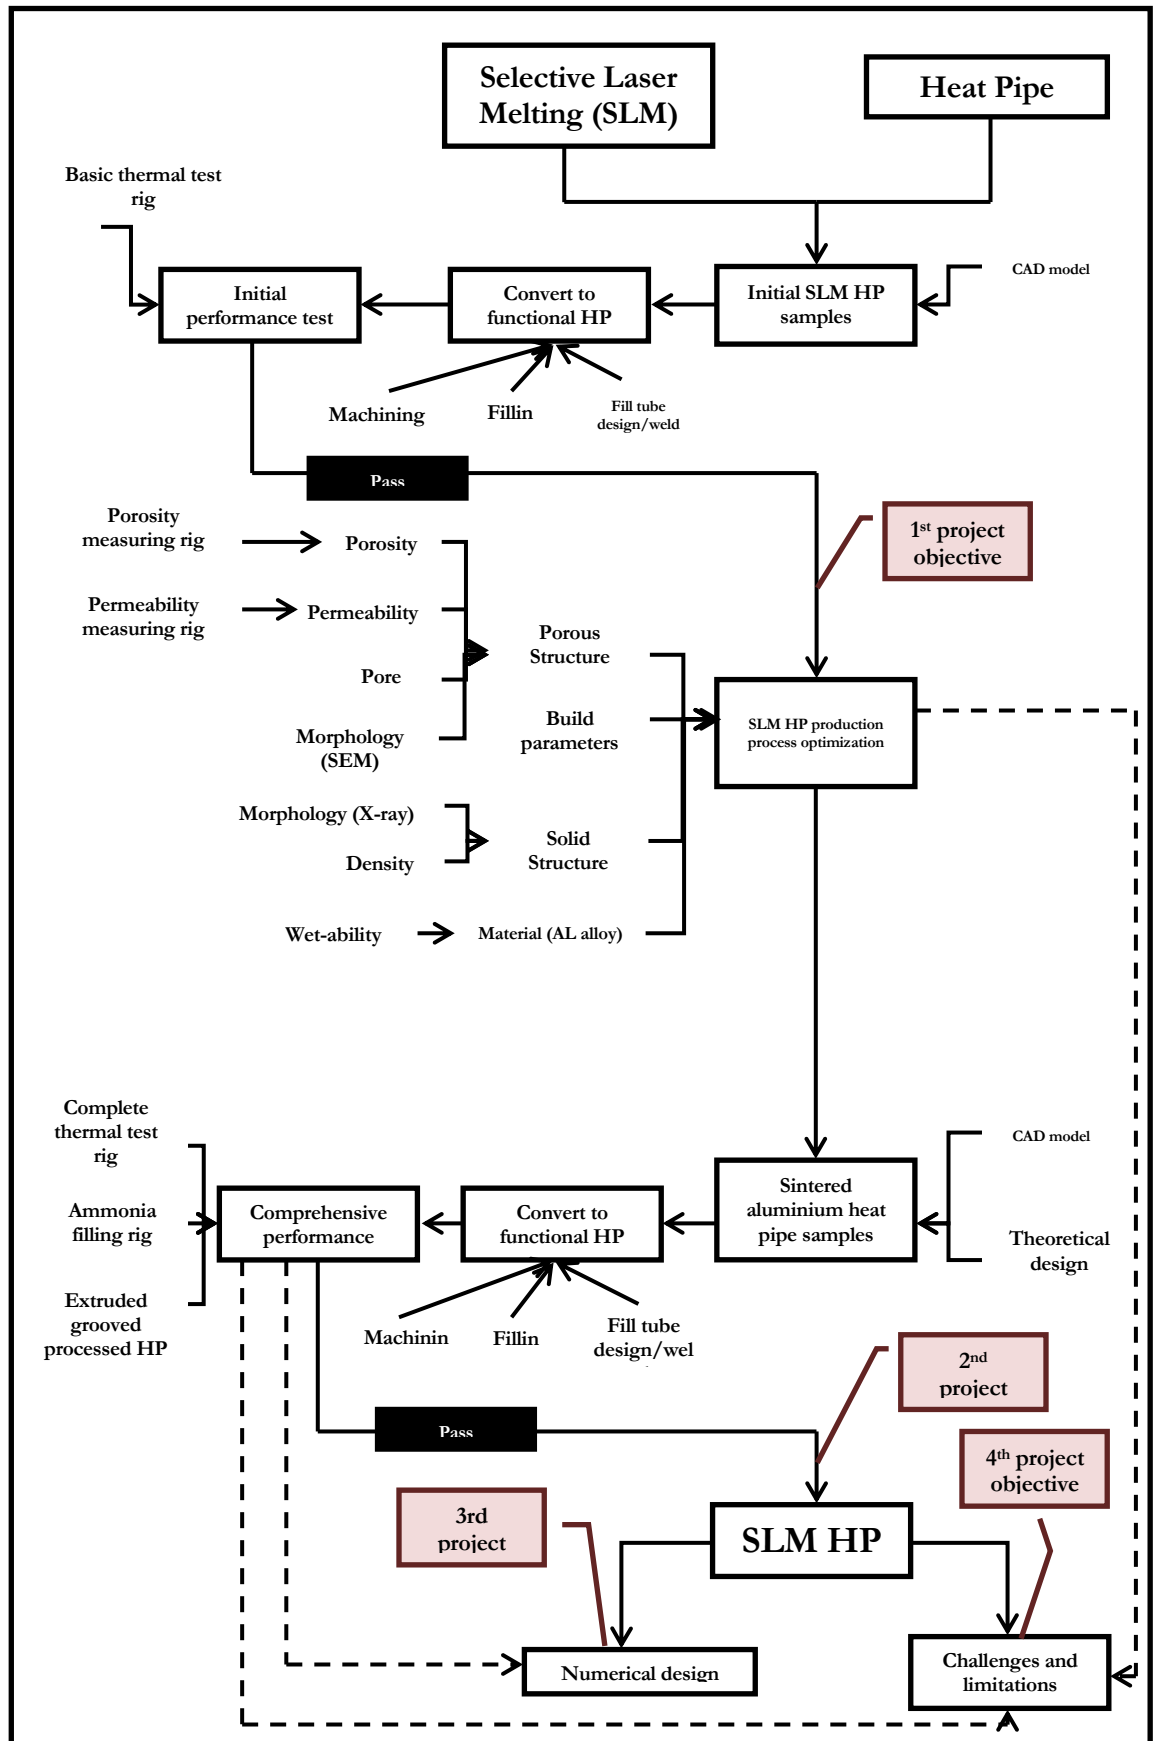 Selective Laser
Melting (SLM)
Heat Pipe
Basic thermal test
rig
Initial
performance test
Convert to
functional HP
Initial SLM HP
samples
CAD model
Machining
Fillin
Fill tube
design/weld
Pass
1st project
objective
Porosity
measuring rig
Porosity
Permeability
measuring rig
Permeability
Pore
Morphology
(SEM)
Porous
Structure
Build
parameters
SLM HP production
process optimization
Morphology (X-ray)
Density
Solid
Structure
Wet-ability
Material (AL alloy)
Complete
thermal test
rig
Ammonia
filling rig
Extruded
grooved
processed HP
Comprehensive
performance
Convert to
functional HP
Sintered
aluminium heat
pipe samples
CAD model
Theoretical
design
Machinin
Fillin
Fill tube
design/wel
Pass
2nd
project
4th project
objective
3rd
project
SLM HP
Numerical design
Challenges and
limitations